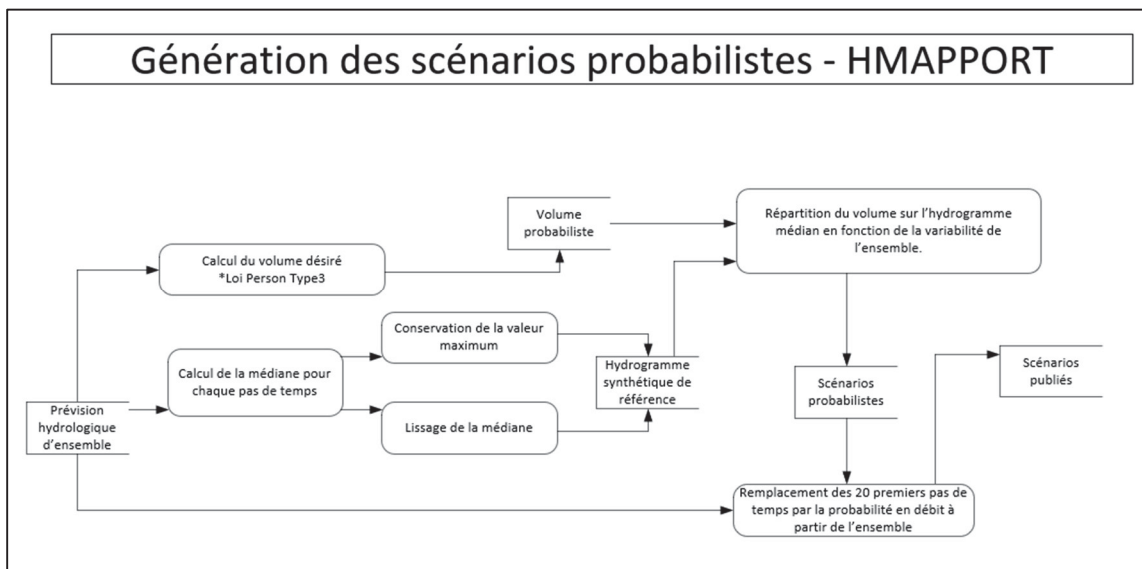 Génération des scénarios probabilistes - HMAPPORT
Volume
probabiliste
Répartition du volume sur l’hydrogramme
médian en fonction de la variabilité de
l’ensemble.
Calcul du volume désiré
*Loi Person Type3
Conservation de la valeur
maximum
Calcul de la médiane pour
chaque pas de temps
Hydrogramme
synthétique de
référence
Scénarios
probabilistes
Scénarios
publiés
Prévision
hydrologique
d’ensemble
Lissage de la médiane
Remplacement des 20 premiers pas de
temps par la probabilité en débit à
partir de l’ensemble